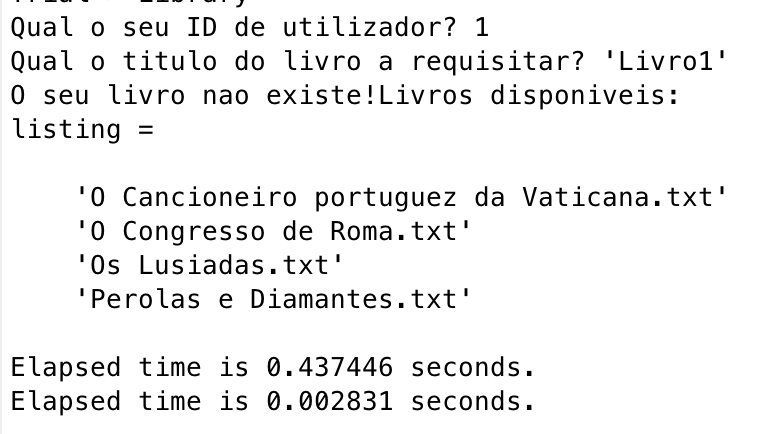 Trial - Library
Qual o seu ID de utilizador? 1
Qual o titulo do livro a requisitar? 'Livro1'
O seu livro nao existe!Livros disponiveis:
listing =
'O Cancioneiro portuguez da Vaticana.txt'
'O Congresso de Roma.txt'
'Os Lusiadas.txt'
'Perolas e Diamantes.txt'
Elapsed time is 0.437446 seconds.
Elapsed time is 0.002831 seconds.